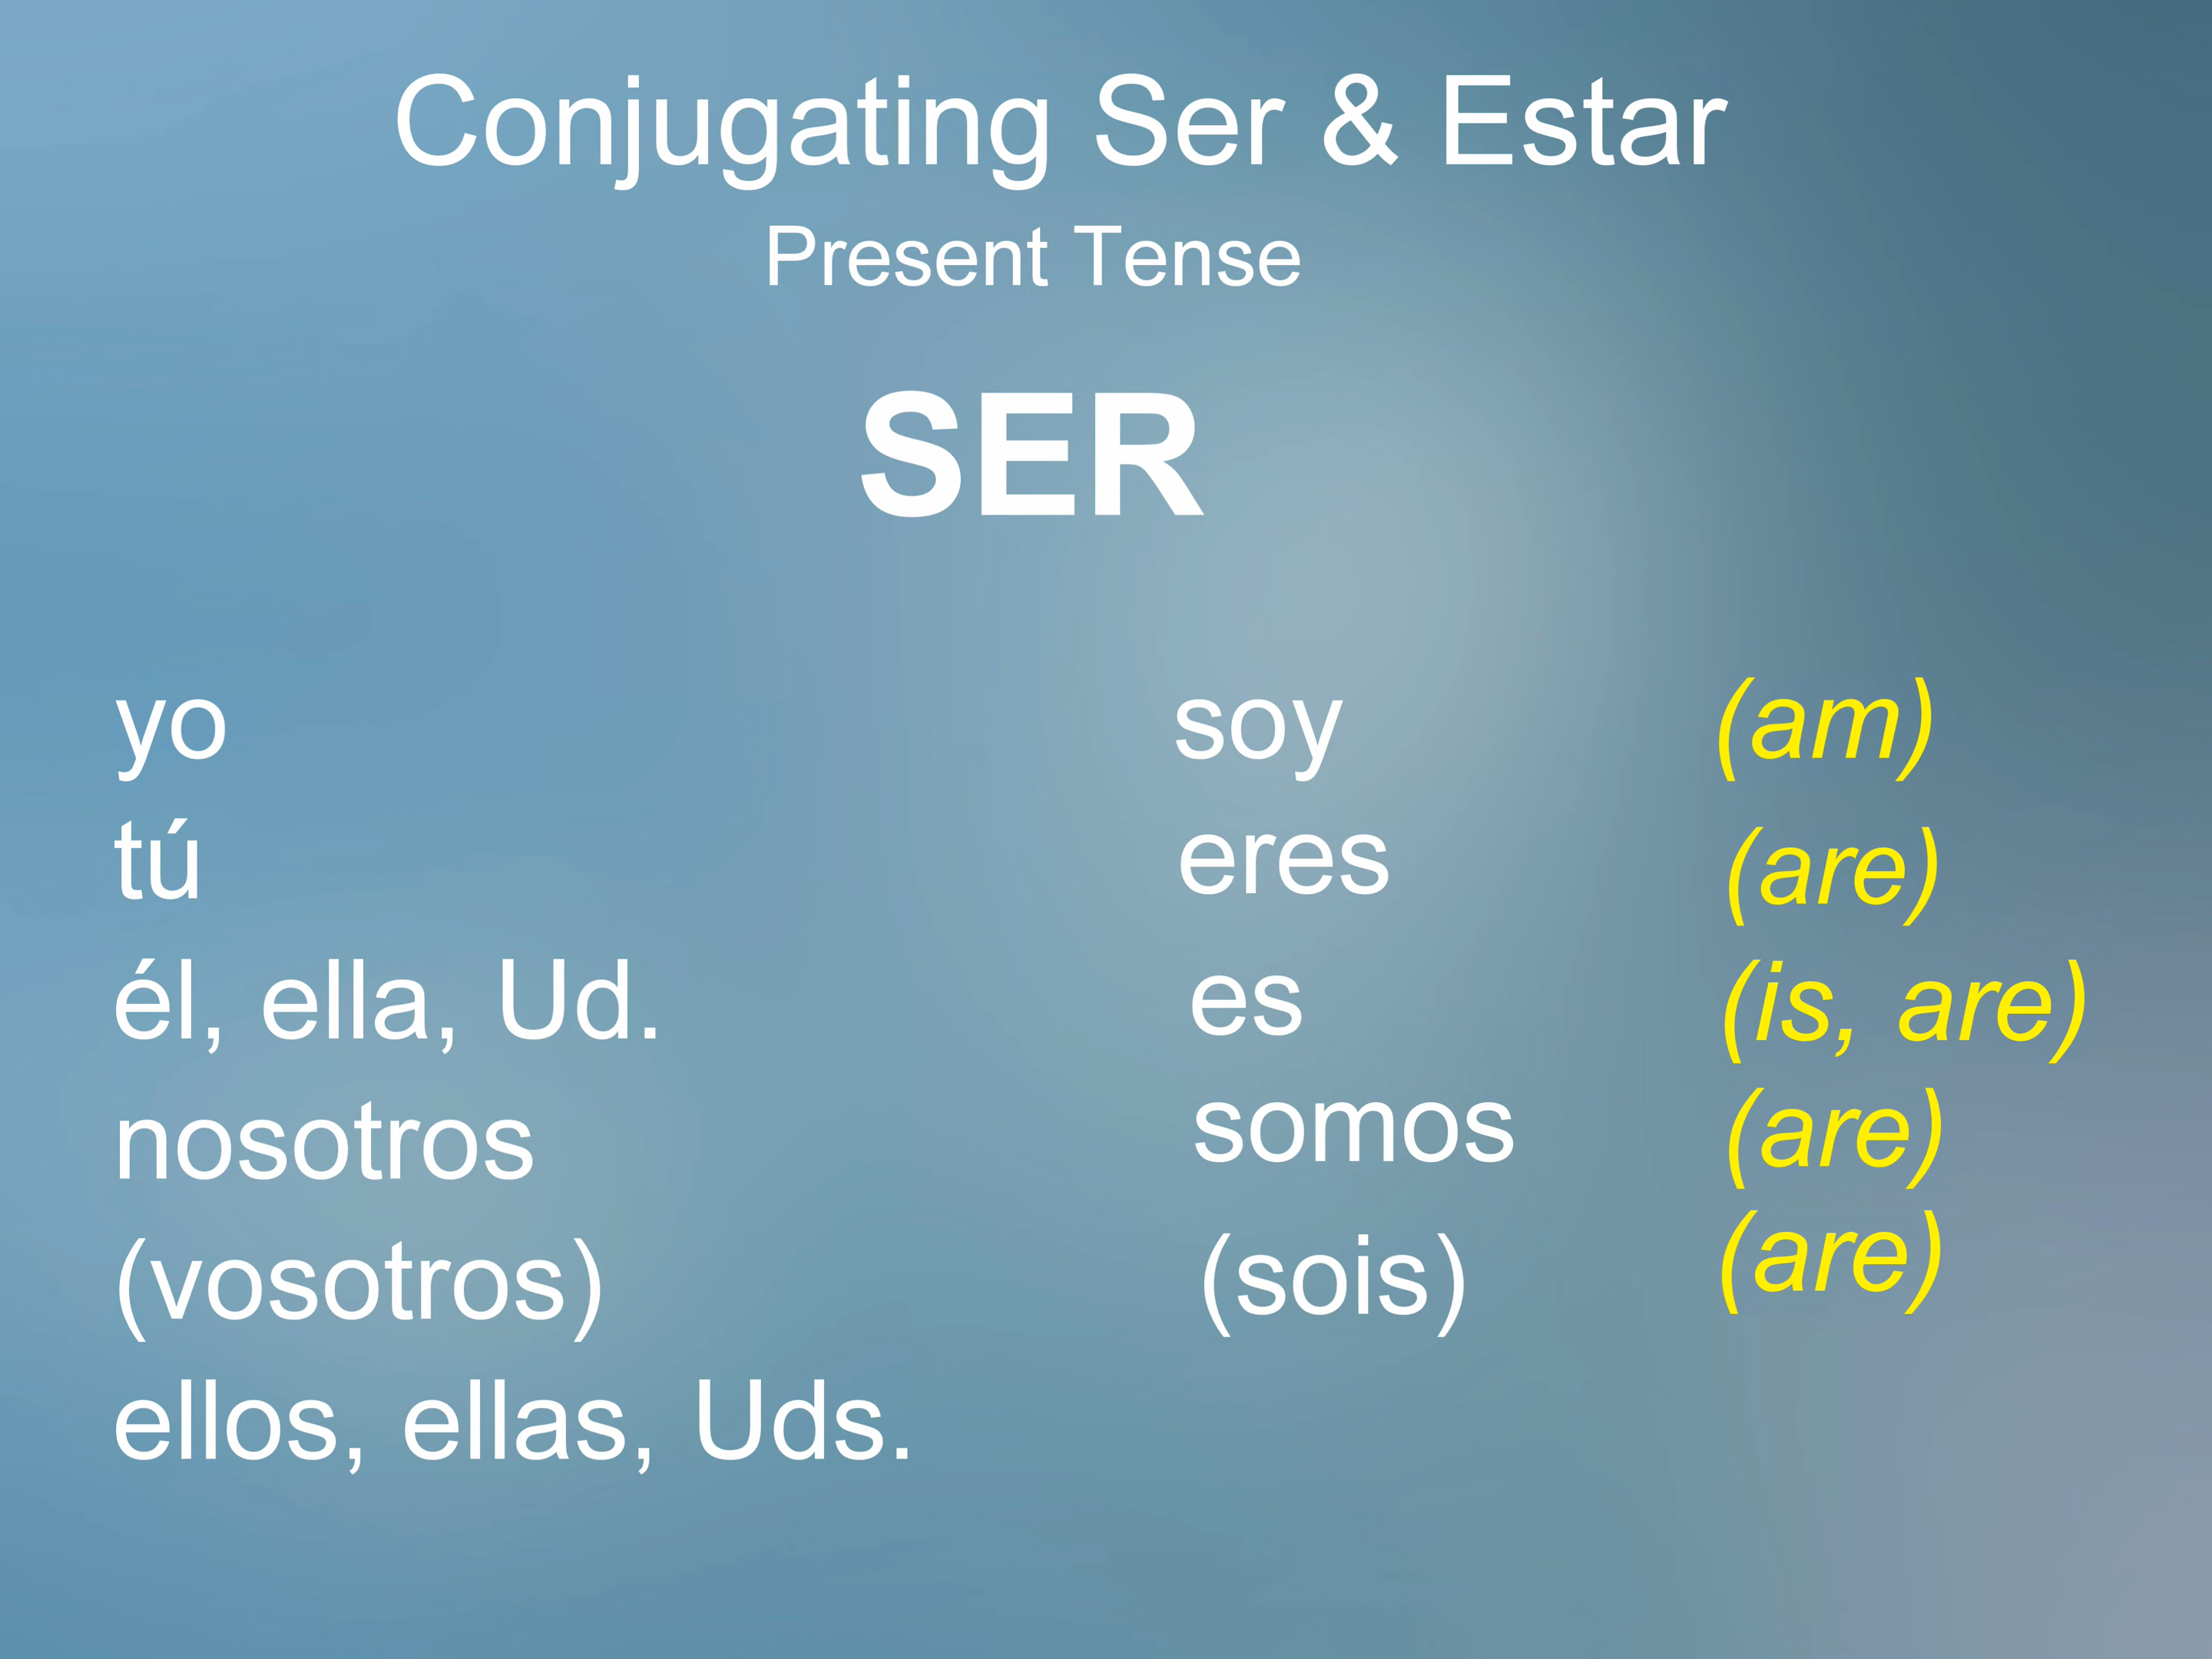 Conjugating Ser & Estar
Present Tense
SER
yo soy (am)
tú eres (are)
él, ella, Ud. es (is, are)
nosotros somos (are)
(vosotros) (sois) (are)
ellos, ellas, Uds.